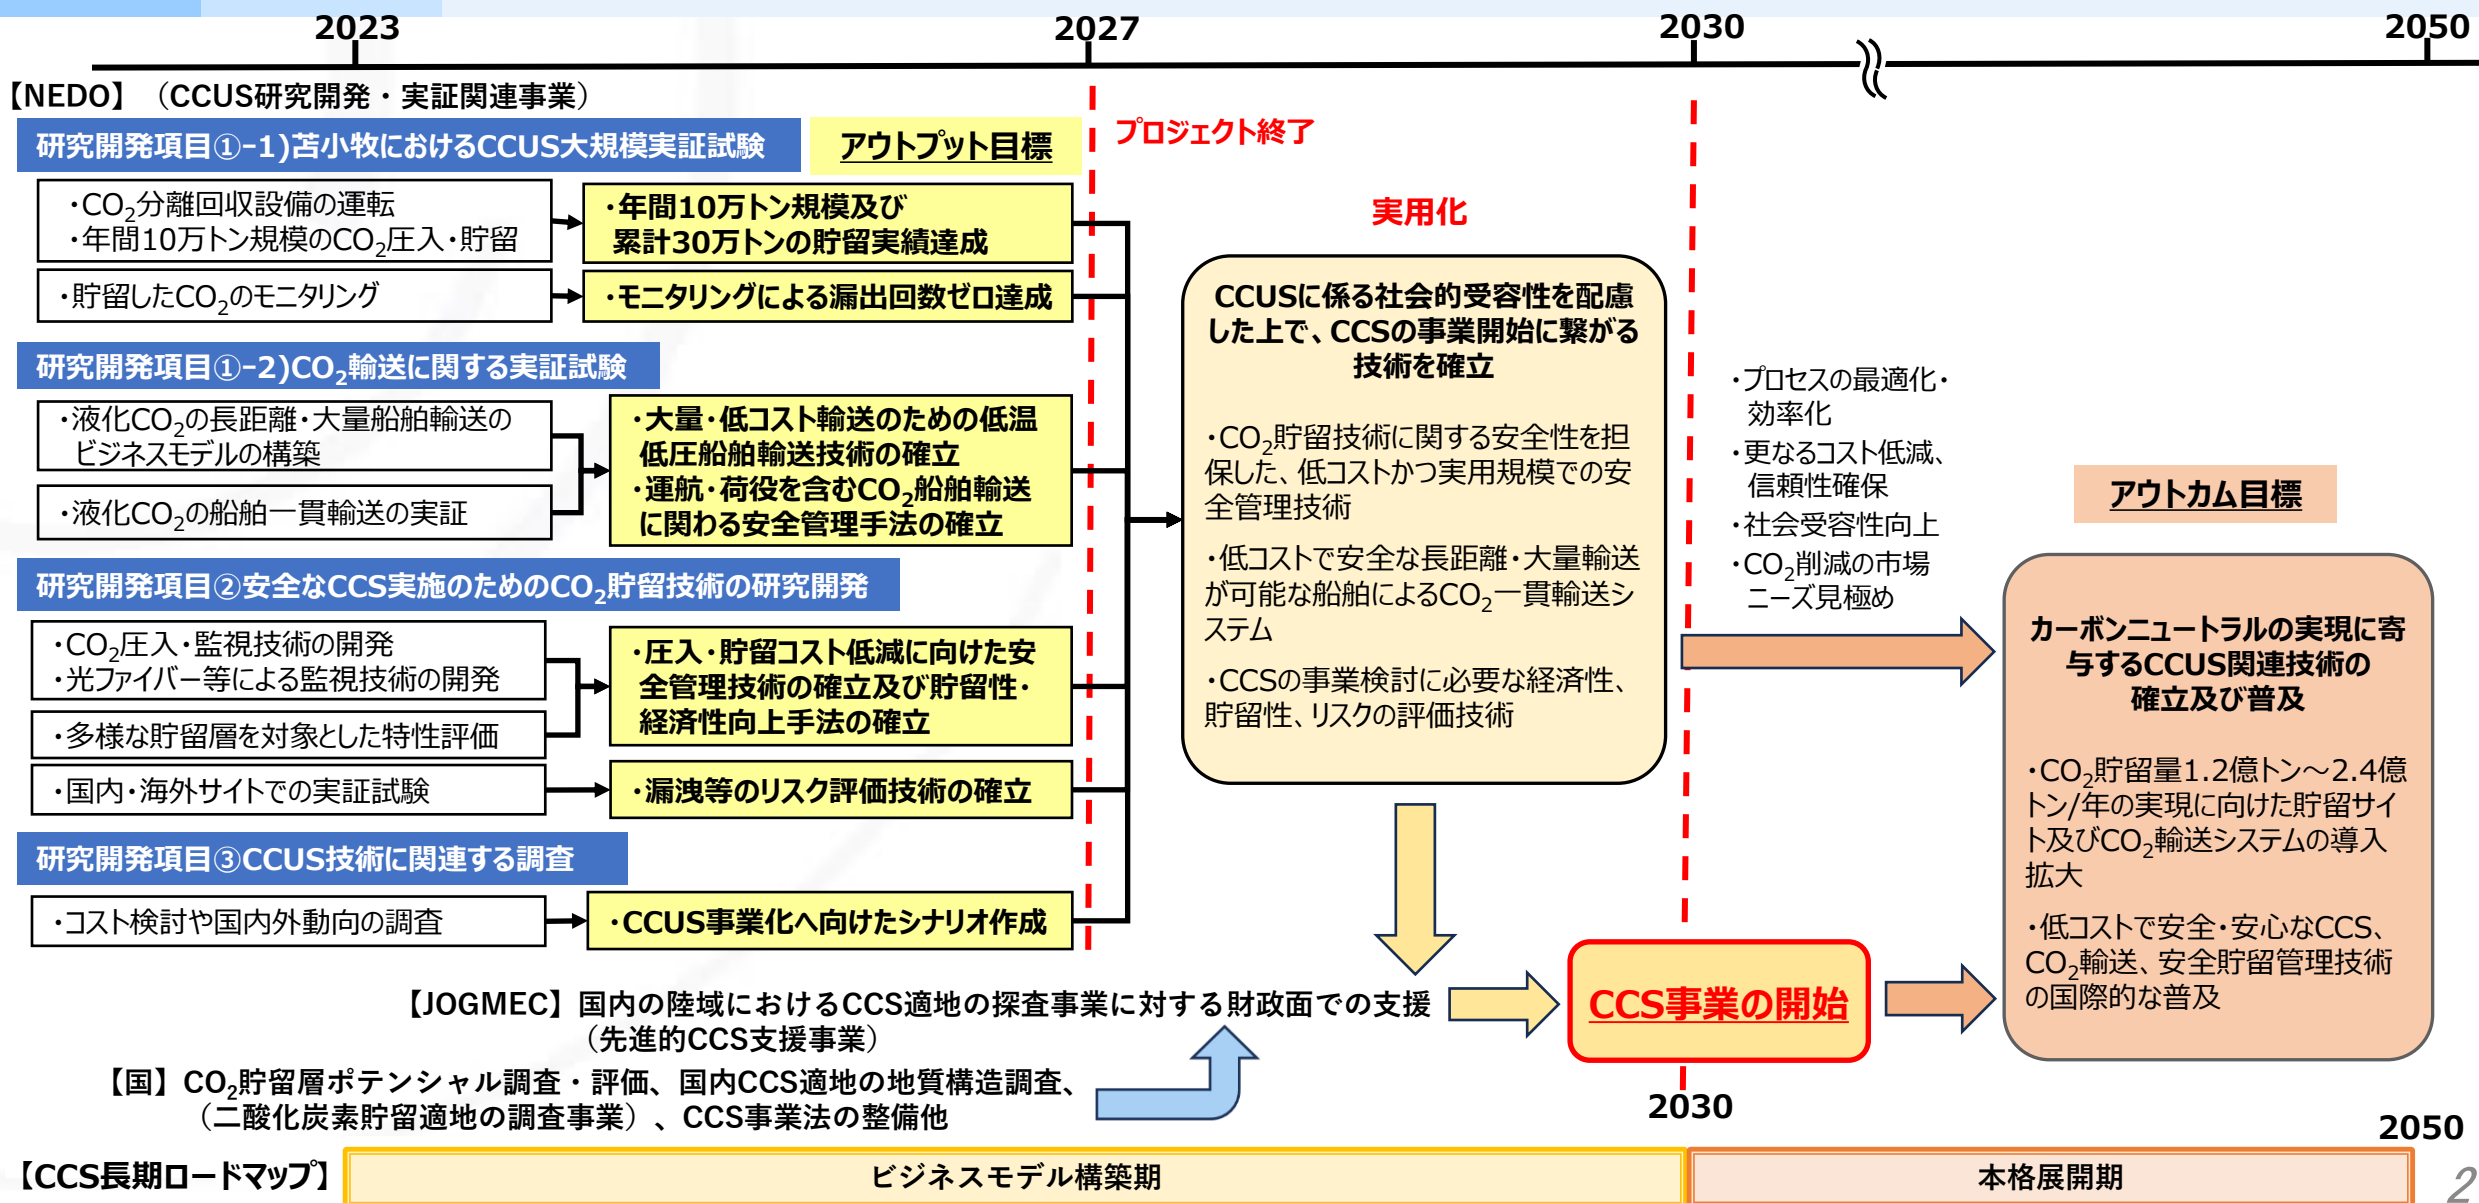 2023
2027
2030
2050
【NEDO】（CCUS研究開発・実証関連事業）
研究開発項目①-1)苫小牧におけるCCUS大規模実証試験
アウトプット目標
プロジェクト終了
・CO₂分離回収設備の運転
・年間10万トン規模のCO₂圧入・貯留
・年間10万トン規模及び
累計30万トンの貯留実績達成
・貯留したCO₂のモニタリング
・モニタリングによる漏出回数ゼロ達成
研究開発項目①-2)CO₂輸送に関する実証試験
・液化CO₂の長距離・大量船舶輸送の
ビジネスモデルの構築
・液化CO₂の船舶一貫輸送の実証
・大量・低コスト輸送のための低温
低圧船舶輸送技術の確立
・運航・荷役を含むCO₂船舶輸送
に関わる安全管理手法の確立
研究開発項目②安全なCCS実施のためのCO₂貯留技術の研究開発
・CO₂圧入・監視技術の開発
・光ファイバー等による監視技術の開発
・多様な貯留層を対象とした特性評価
・圧入・貯留コスト低減に向けた安
全管理技術の確立及び貯留性・
経済性向上手法の確立
・国内・海外サイトでの実証試験
・漏洩等のリスク評価技術の確立
研究開発項目③CCUS技術に関連する調査
・コスト検討や国内外動向の調査
・CCUS事業化へ向けたシナリオ作成
実用化
CCUSに係る社会的受容性を配慮
した上で、CCSの事業開始に繋がる
技術を確立
・CO₂貯留技術に関する安全性を担
保した、低コストかつ実用規模での安
全管理技術
・低コストで安全な長距離・大量輸送
が可能な船舶によるCO₂一貫輸送シ
ステム
・CCSの事業検討に必要な経済性、
貯留性、リスクの評価技術
・プロセスの最適化・
効率化
・更なるコスト低減、
信頼性確保
・社会受容性向上
・CO₂削減の市場
ニーズ見極め
アウトカム目標
カーボンニュートラルの実現に寄
与するCCUS関連技術の
確立及び普及
・CO₂貯留量1.2億トン～2.4億
トン/年の実現に向けた貯留サイ
ト及びCO₂輸送システムの導入
拡大
・低コストで安全・安心なCCS、
CO₂輸送、安全貯留管理技術
の国際的な普及
【JOGMEC】国内の陸域におけるCCS適地の探査事業に対する財政面での支援
（先進的CCS支援事業）
CCS事業の開始
【国】CO₂貯留層ポテンシャル調査・評価、国内CCS適地の地質構造調査、
（二酸化炭素貯留適地の調査事業）、CCS事業法の整備他
2030
2050
【CCS長期ロードマップ】
ビジネスモデル構築期
本格展開期
2